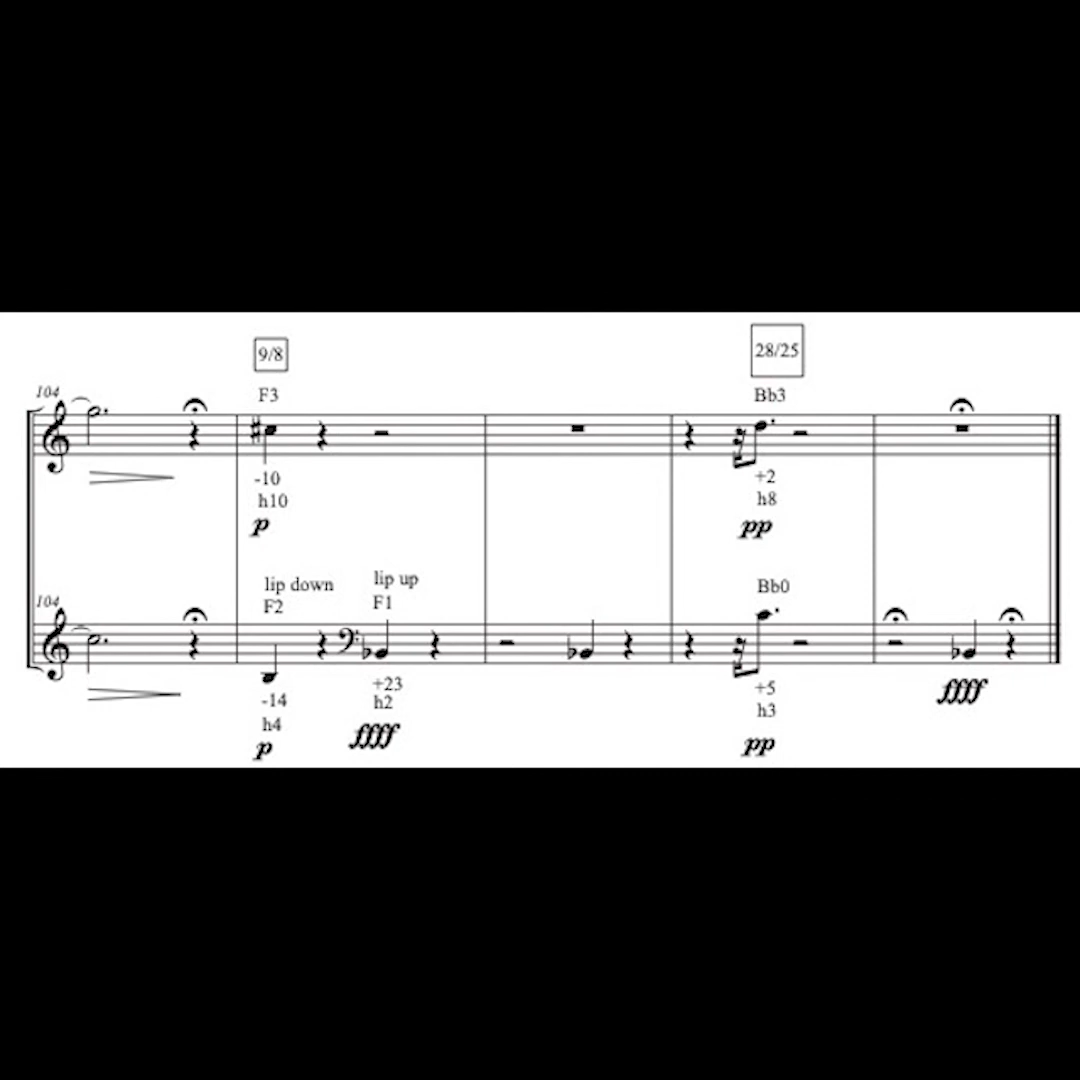 9/8
28/25
104
F3
Bb3
-10
h10
p
+2
h8
pp
lip down
lip up
F2
F1
Bb0
104
-14
h4
p
+23
h2
ffff
+5
h3
pp
ffff